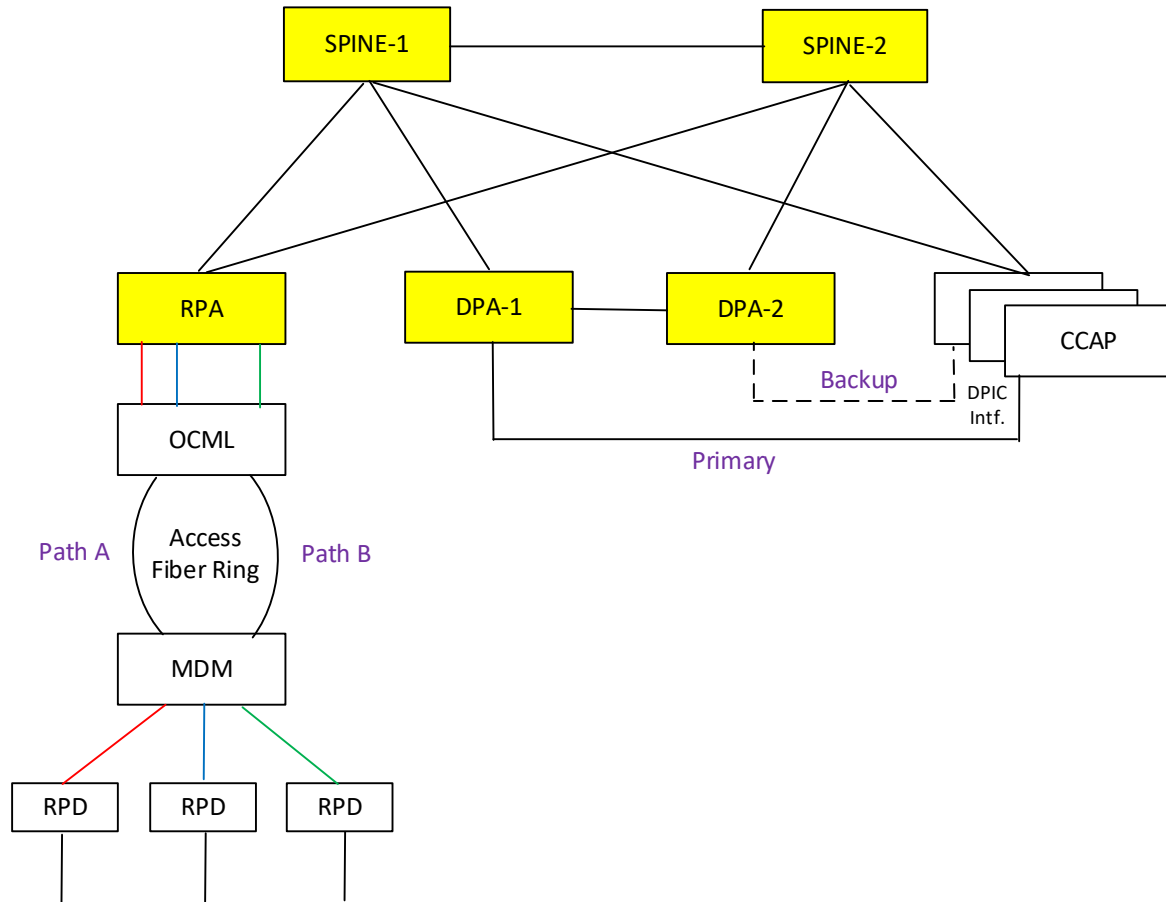 SPINE-1
SPINE-2
RPA
DPA-1
DPA-2
CCAP
Backup
DPIC
Intf.
Primary
OCML
Path A
Access
Fiber Ring
Path B
MDM
RPD
RPD
RPD